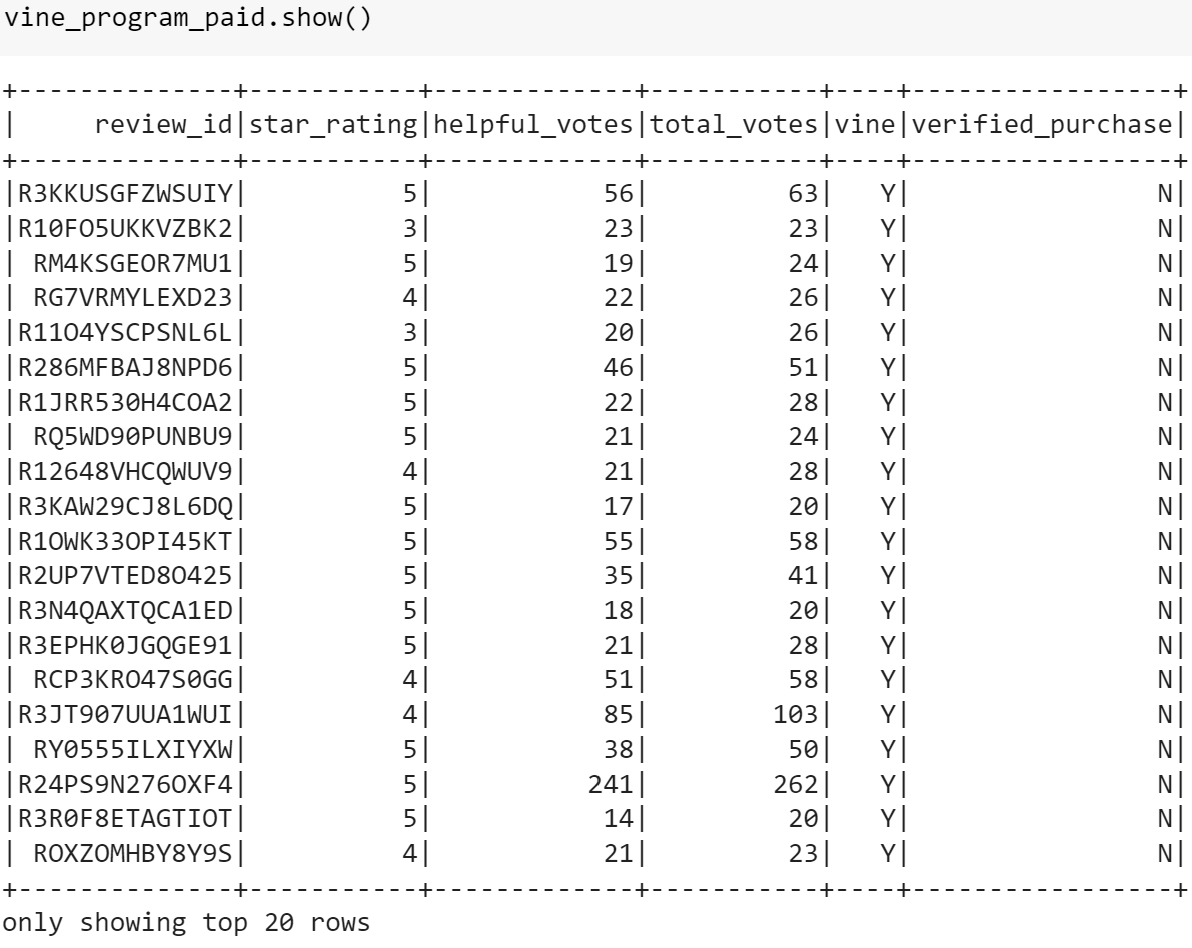 vine_program_paid.show()
+--------------+-----------+-------------+-----------+----+-----------------+
|     review_id|star_rating|helpful_votes|total_votes|vine|verified_purchase|
+--------------+-----------+-------------+-----------+----+-----------------+
|R3KKUSGFZWSUIY|          5|           56|         63|   Y|                N|
|R10FO5UKKVZBK2|          3|           23|         23|   Y|                N|
| RM4KSGEOR7MU1|          5|           19|         24|   Y|                N|
| RG7VRMYLEXD23|          4|           22|         26|   Y|                N|
|R11O4YSCPSNL6L|          3|           20|         26|   Y|                N|
|R286MFBAJ8NPD6|          5|           46|         51|   Y|                N|
|R1JRR530H4COA2|          5|           22|         28|   Y|                N|
| RQ5WD90PUNBU9|          5|           21|         24|   Y|                N|
|R12648VHCQWUV9|          4|           21|         28|   Y|                N|
|R3KAW29CJ8L6DQ|          5|           17|         20|   Y|                N|
|R1OWK33OPI45KT|          5|           55|         58|   Y|                N|
|R2UP7VTED8O425|          5|           35|         41|   Y|                N|
|R3N4QAXTQCA1ED|          5|           18|         20|   Y|                N|
|R3EPHK0JGQGE91|          5|           21|         28|   Y|                N|
| RCP3KRO47S0GG|          4|           51|         58|   Y|                N|
|R3JT907UUA1WUI|          4|           85|        103|   Y|                N|
| RY0555ILXIYXW|          5|           38|         50|   Y|                N|
|R24PS9N276OXF4|          5|          241|        262|   Y|                N|
|R3R0F8ETAGTIOT|          5|           14|         20|   Y|                N|
| ROXZOMHBY8Y9S|          4|           21|         23|   Y|                N|
+--------------+-----------+-------------+-----------+----+-----------------+
only showing top 20 rows